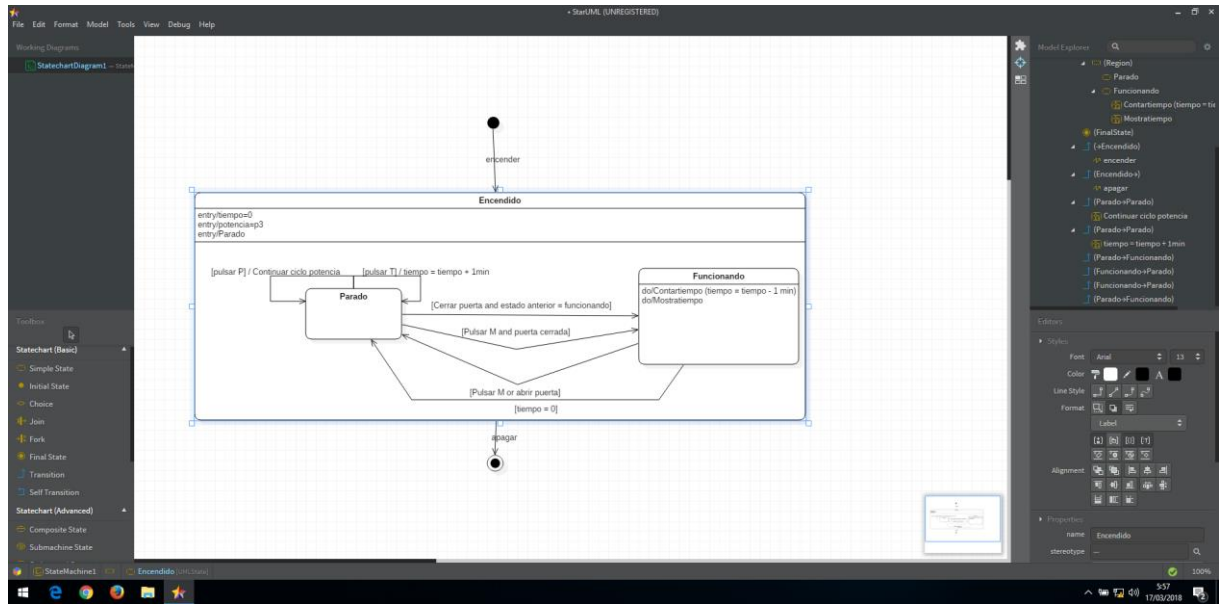 • StarUML (UNREGISTERED)
File Edit Format Model Tools View Debug Help
Working Diagrams
StatechartDiagram1
Toolbox
Statechart (Basic)
Simple State
Initial State
Choice
Join
Fork
Final State
Transition
Self Transition
Statechart (Advanced)
Composite State
Submachine State
encender
Encendido
entry/tiempo=0
entry/potencia=p3
entry/Parado
[pulsar P] / Continuar ciclo potencia
[pulsar T] / tiempo = tiempo + 1min
Parado
Funcionando
do/Contartiempo (tiempo = tiempo - 1 min)
do/Mostratiempo
[Cerrar puerta and estado anterior = funcionando]
[Pulsar M and puerta cerrada]
[Pulsar M or abrir puerta]
[tiempo = 0]
apagar
Model Explorer
(Region)
Parado
Funcionando
Contartiempo (tiempo = tie
Mostratiempo
(FinalState)
(→Encendido)
encender
(Encendido→)
apagar
(Parado→Parado)
Continuar ciclo potencia
(Parado→Parado)
tiempo = tiempo + 1min
(Parado→Funcionando)
(Funcionando→Parado)
(Funcionando→Parado)
(Parado→Funcionando)
Editors
Styles
Font Arial 13
Color A
Line Style
Format
Label
Alignment
Properties
name Encendido
stereotype —
StateMachine1 Encendido (UMLState)
100%
5:57
17/03/2018